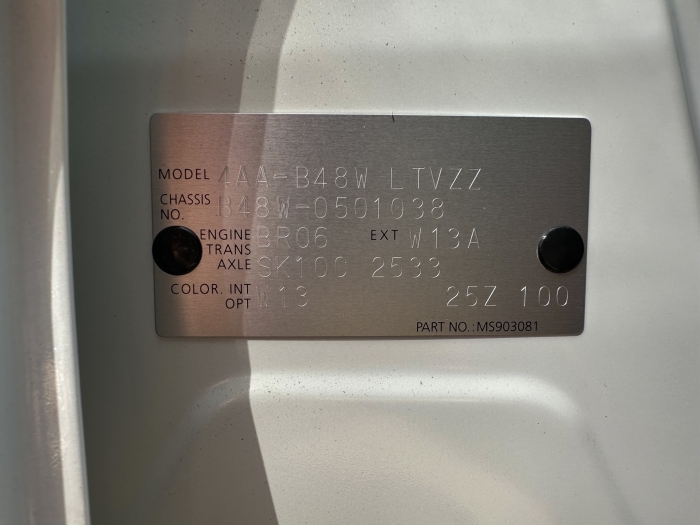 MODEL 4AA-B48W LTVZZ
CHASSIS NO. B48W-0501038
ENGINE BR06 EXT W13A
TRANS AXLE SK10C 2533
COLOR. INT OPT W13 25Z 100
PART NO.:MS903081